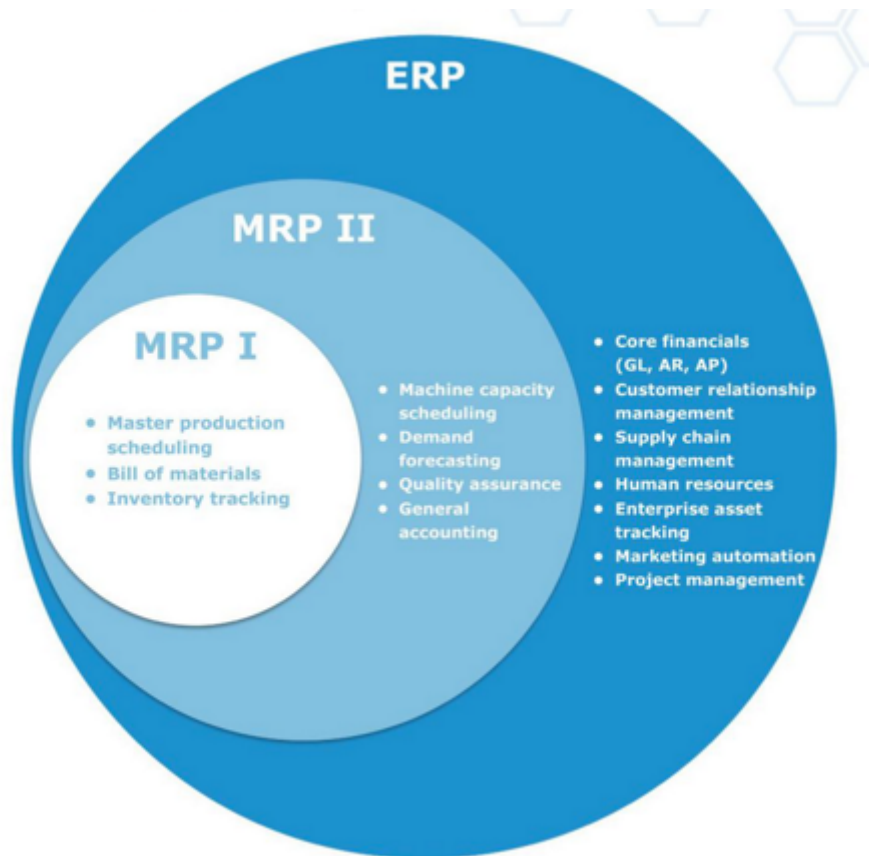 ERP
MRP II
MRP I
• Master production
scheduling
• Bill of materials
• Inventory tracking
• Machine capacity
scheduling
• Demand
forecasting
• Quality assurance
• General
accounting
• Core financials
(GL, AR, AP)
• Customer relationship
management
• Supply chain
management
• Human resources
• Enterprise asset
tracking
• Marketing automation
• Project management